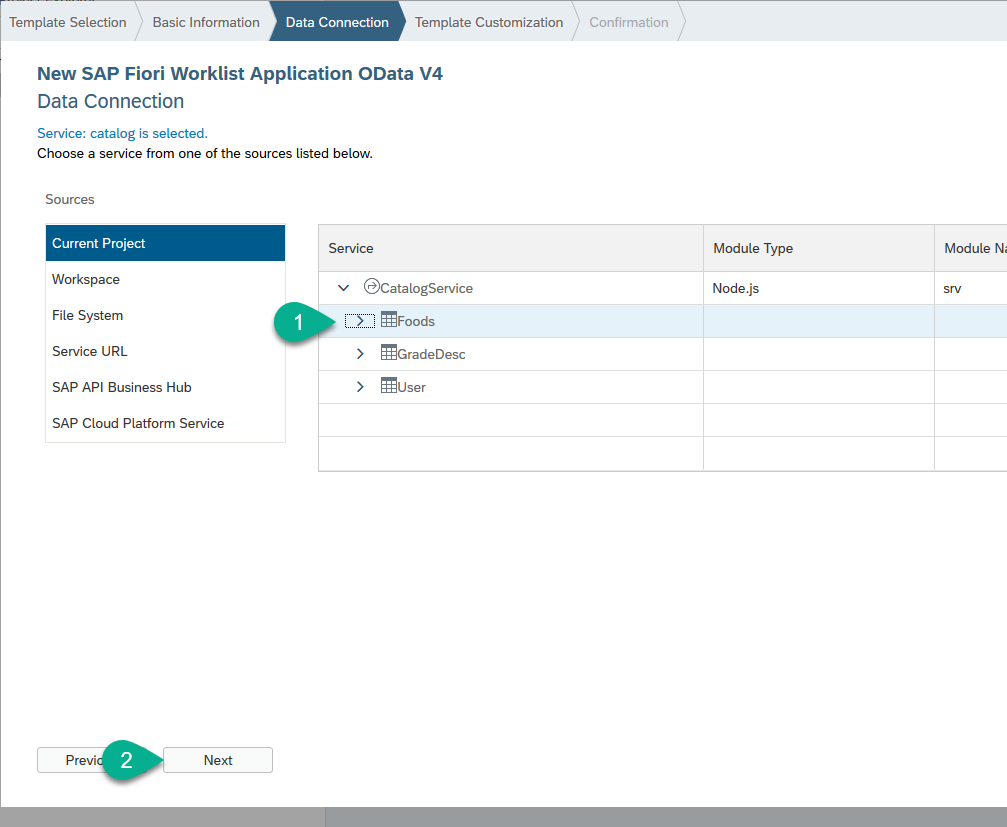 Template Selection Basic Information Data Connection Template Customization Confirmation
New SAP Fiori Worklist Application OData V4
Data Connection
Service: catalog is selected.
Choose a service from one of the sources listed below.
Sources
Current Project
Workspace
File System
Service URL
SAP API Business Hub
SAP Cloud Platform Service
Service Module Type Module Na
CatalogService Node.js srv
1 Foods
GradeDesc
User
Previo 2 Next